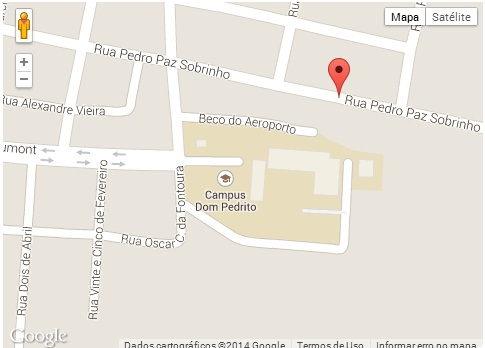 Mapa
Satélite
Rua Pedro Paz Sobrinho
Rua Pedro Paz Sobrinho
Rua Alexandre Vieira
Beco do Aeroporto
umont
Campus
Dom Pedrito
C. da Fontoura
Rua Vinte e Cinco de Fevereiro
Rua Oscar
Rua Dois de Abril
Google
Dados cartográficos ©2014 Google
Termos de Uso
Informar erro no mapa